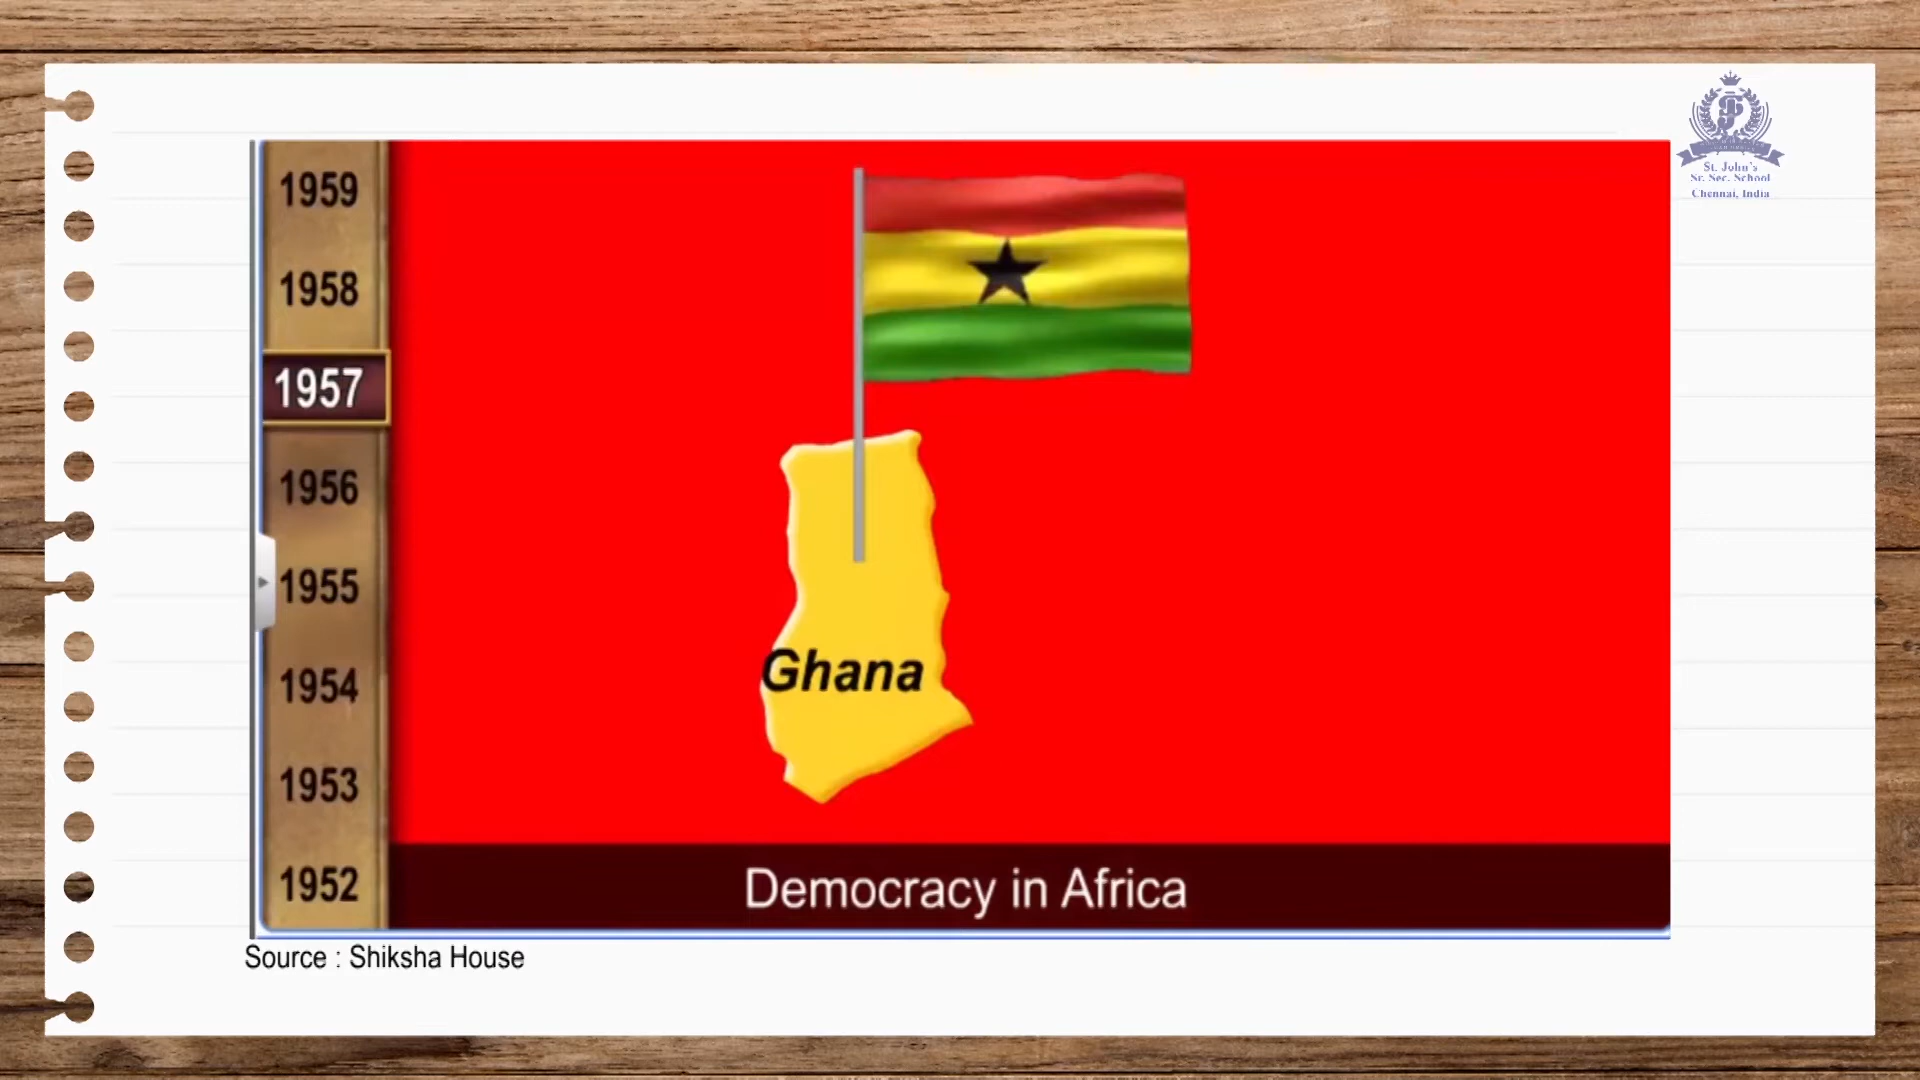 St. John's
Sr. Sec. School
Chennai, India
1959
1958
1957
1956
1955
1954
1953
1952
Ghana
Democracy in Africa
Source : Shiksha House